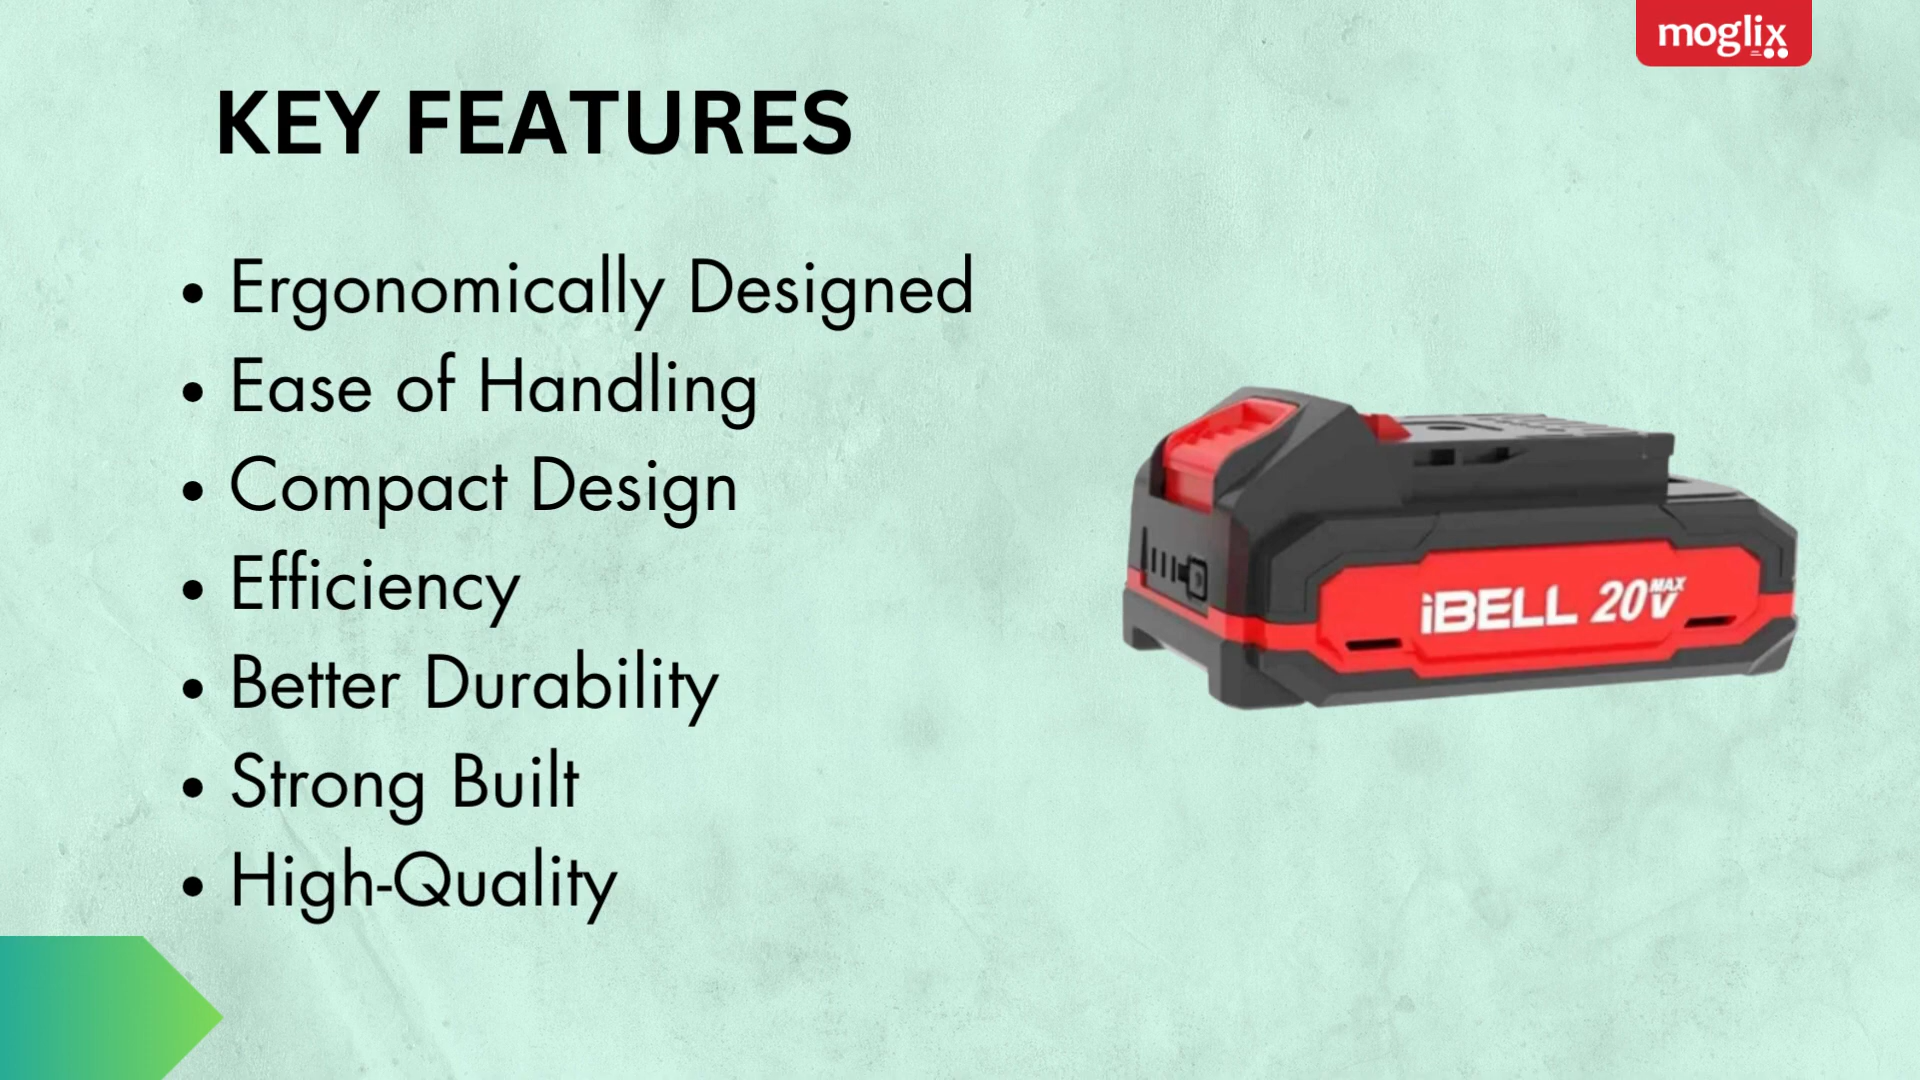 moglix
KEY FEATURES
• Ergonomically Designed
• Ease of Handling
• Compact Design
• Efficiency
• Better Durability
• Strong Built
• High-Quality
iBELL 20V MAX